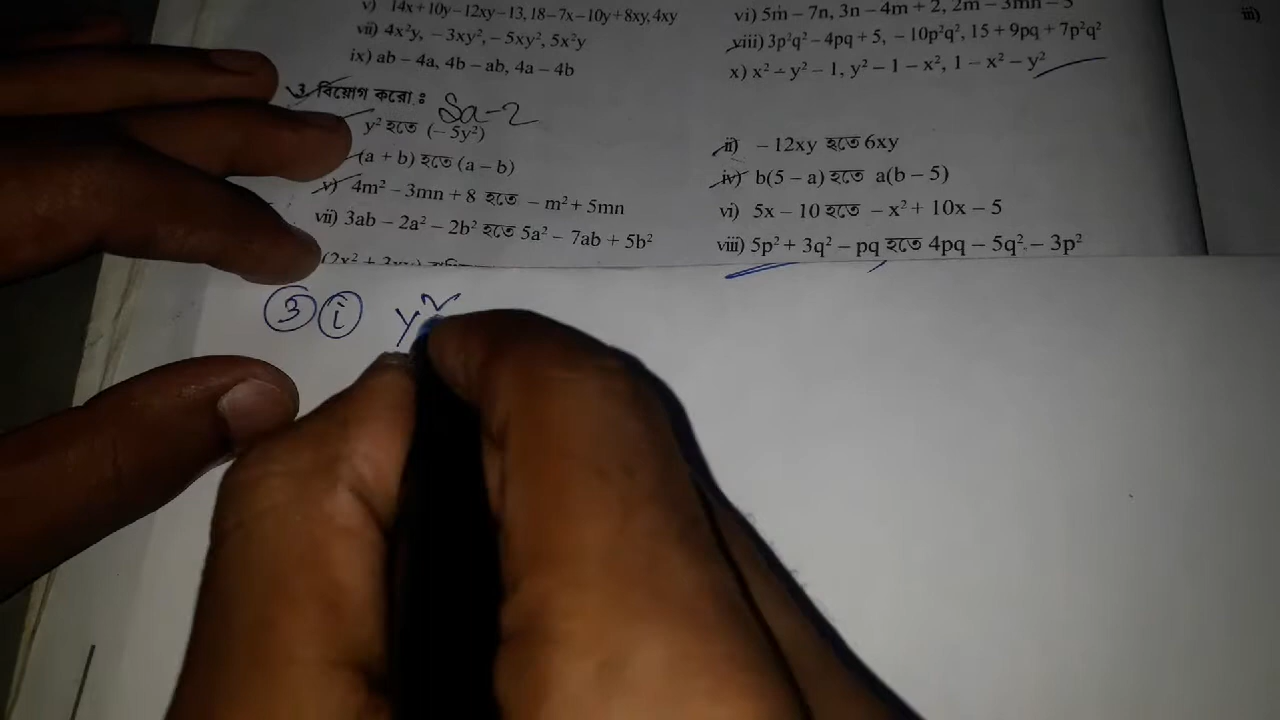 v) 14x + 10y – 12xy – 13, 18 – 7x – 10y + 8xy, 4xy
vi) 5m – 7n, 3n – 4m + 2, 2m – 3mn – 5
iii)
vii) 4x²y, – 3xy², – 5xy², 5x²y
viii) 3p²q² – 4pq + 5, – 10p²q², 15 + 9pq + 7p²q²
ix) ab – 4a, 4b – ab, 4a – 4b
x) x² – y² – 1, y² – 1 – x², 1 – x² – y²
3. বিয়োগ করো : Sa-2
y² হতে (– 5y²)
ii) – 12xy হতে 6xy
(a + b) হতে (a – b)
iv) b(5 – a) হতে a(b – 5)
v) 4m² – 3mn + 8 হতে – m² + 5mn
vi) 5x – 10 হতে – x² + 10x – 5
vii) 3ab – 2a² – 2b² হতে 5a² – 7ab + 5b²
viii) 5p² + 3q² – pq হতে 4pq – 5q² – 3p²
3 i y²